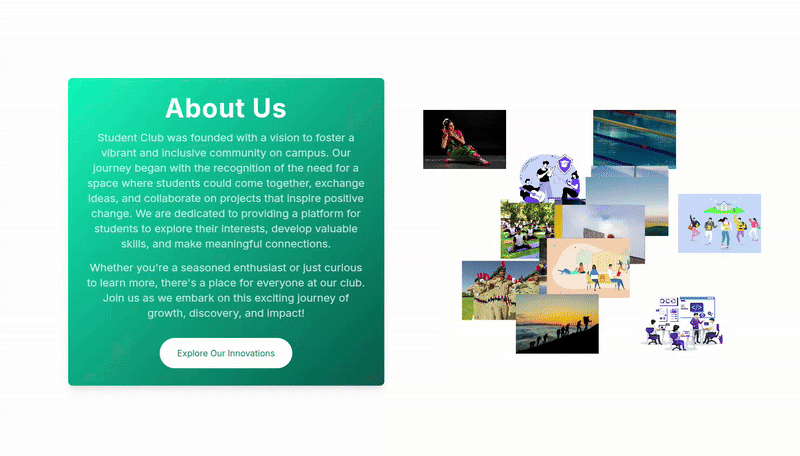 About Us
Student Club was founded with a vision to foster a
vibrant and inclusive community on campus. Our
journey began with the recognition of the need for a
space where students could come together, exchange
ideas, and collaborate on projects that inspire positive
change. We are dedicated to providing a platform for
students to explore their interests, develop valuable
skills, and make meaningful connections.
Whether you're a seasoned enthusiast or just curious
to learn more, there's a place for everyone at our club.
Join us as we embark on this exciting journey of
growth, discovery, and impact!
Explore Our Innovations